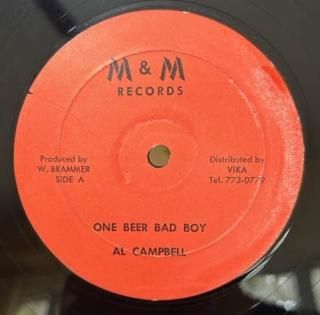 M & M
RECORDS
Produced by
W. BRAMMER
SIDE A
Distributed by
VIKA
Tel. 773-0779
ONE BEER BAD BOY
AL CAMPBELL